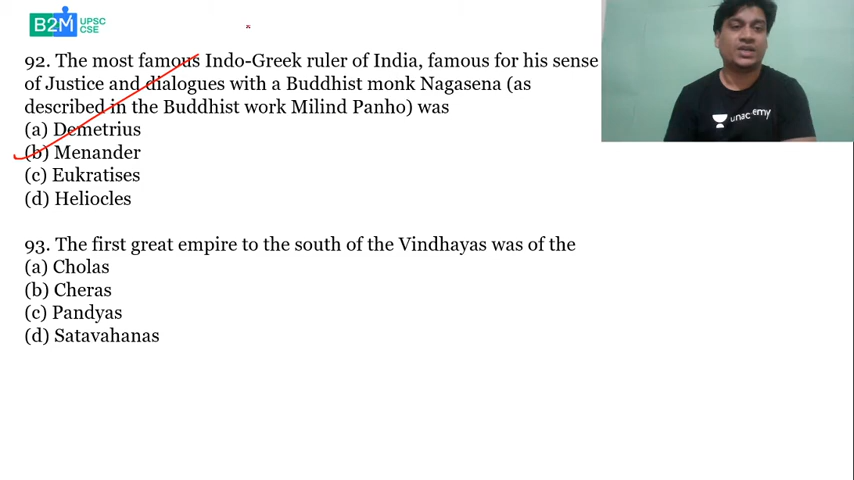 B2M UPSC
CSE
92. The most famous Indo-Greek ruler of India, famous for his sense
of Justice and dialogues with a Buddhist monk Nagasena (as
described in the Buddhist work Milind Panho) was
(a) Demetrius
(b) Menander
(c) Eukratises
(d) Heliocles
93. The first great empire to the south of the Vindhayas was of the
(a) Cholas
(b) Cheras
(c) Pandyas
(d) Satavahanas
unacademy